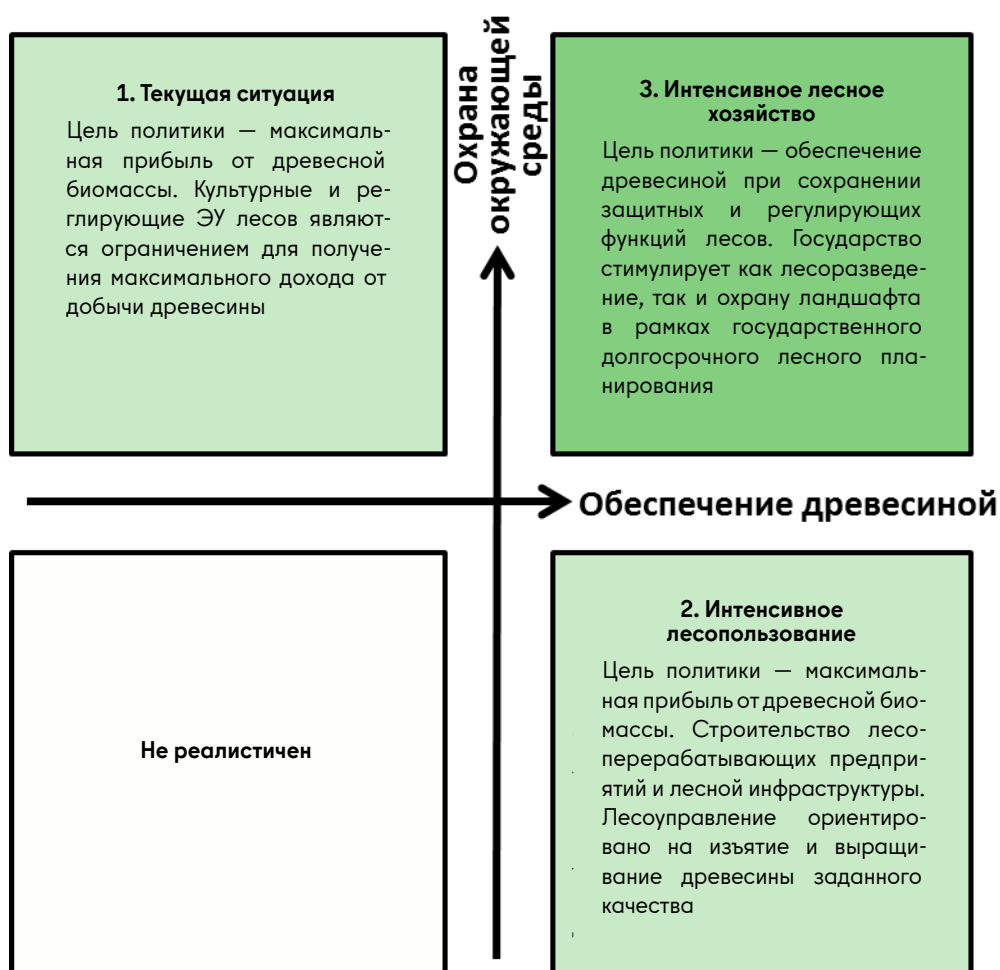 1. Текущая ситуация
Цель политики — максималь-
ная прибыль от древесной
биомассы. Культурные и ре-
глирующие ЭУ лесов являют-
ся ограничением для получе-
ния максимального дохода от
добычи древесины
Охрана
окружающей
среды
3. Интенсивное лесное
хозяйство
Цель политики — обеспечение
древесиной при сохранении
защитных и регулирующих
функций лесов. Государство
стимулирует как лесоразведе-
ние, так и охрану ландшафта
в рамках государственного
долгосрочного лесного пла-
нирования
Обеспечение древесиной
Не реалистичен
2. Интенсивное
лесопользование
Цель политики — максималь-
ная прибыль от древесной био-
массы. Строительство лесо-
перерабатывающих предпри-
ятий и лесной инфраструктуры.
Лесоуправление ориентиро-
вано на изъятие и выращи-
вание древесины заданного
качества